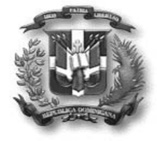 DIOS PATRIA LIBERTAD
REPUBLICA DOMINICANA